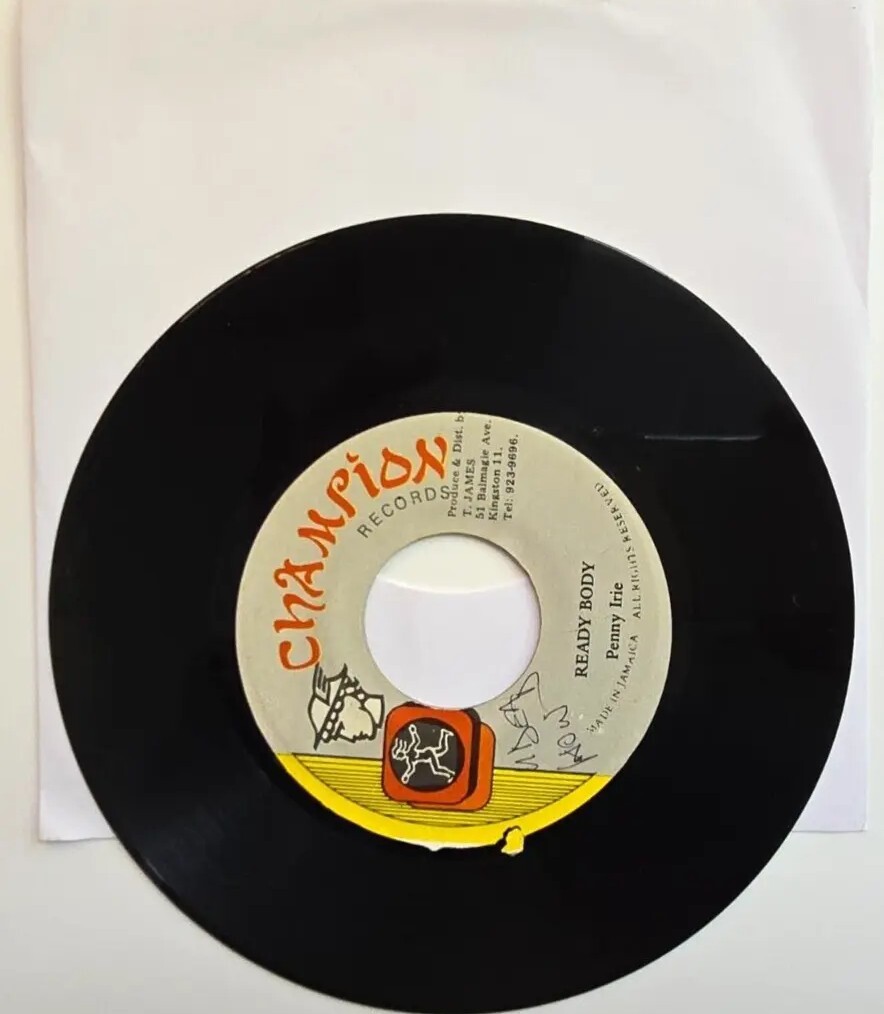 CHAMPION
RECORDS
Produce & Dist. by
T. JAMES
51 Balmagie Ave.
Kingston 11.
Tel: 923-9696.
READY BODY
Penny Irie
MADE IN JAMAICA ALL RIGHTS RESERVED